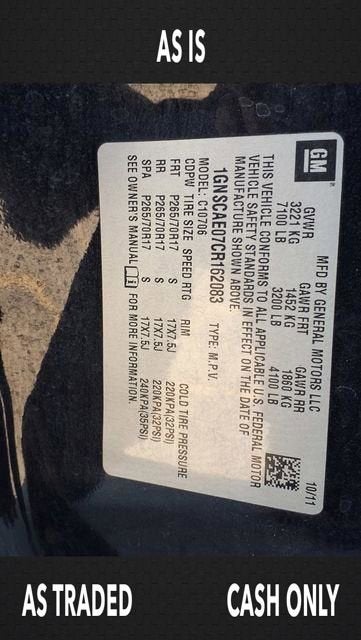 AS IS
GM ®
MFD BY GENERAL MOTORS LLC 10/11
GVWR GAWR FRT GAWR RR
3221 KG 1452 KG 1860 KG
7100 LB 3200 LB 4100 LB
THIS VEHICLE CONFORMS TO ALL APPLICABLE U.S. FEDERAL MOTOR
VEHICLE SAFETY STANDARDS IN EFFECT ON THE DATE OF
MANUFACTURE SHOWN ABOVE.
1GNSCAE07CR162083 TYPE: M.P.V.
MODEL: C10706
CDPW TIRE SIZE SPEED RTG RIM COLD TIRE PRESSURE
FRT P265/70R17 S 17X7.5J 220KPA(32PSI)
RR P265/70R17 S 17X7.5J 220KPA(32PSI)
SPA P265/70R17 S 17X7.5J 240KPA(35PSI)
SEE OWNER'S MANUAL FOR MORE INFORMATION.
AS TRADED
CASH ONLY